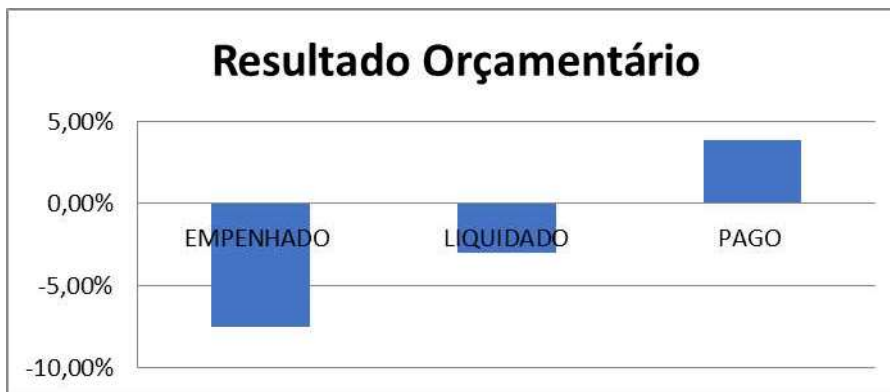 Resultado Orçamentário
5,00%
0,00%
EMPENHADO LIQUIDADO PAGO
-5,00%
-10,00%